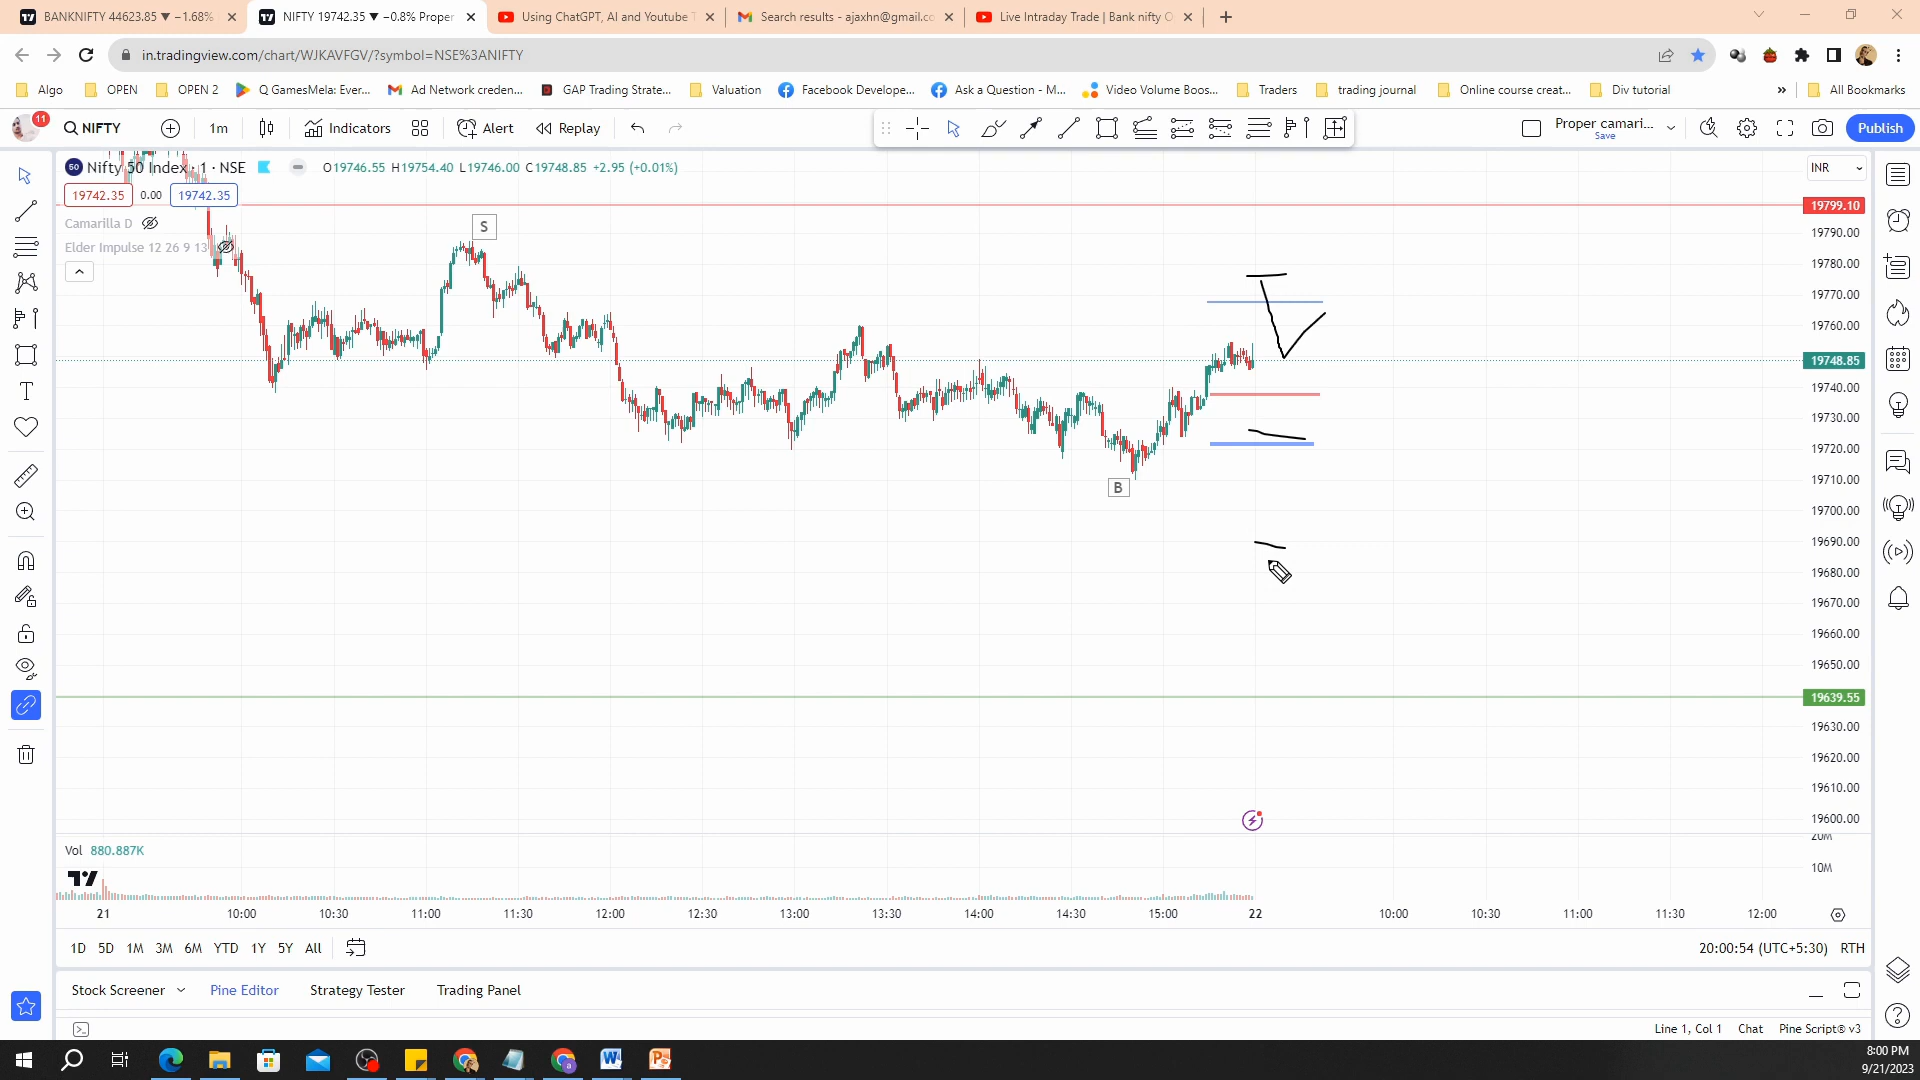 BANKNIFTY 44623.85 ▼ −1.68%
NIFTY 19742.35 ▼ −0.8% Proper
Using ChatGPT, AI and Youtube
Search results - ajaxhn@gmail.co
Live Intraday Trade | Bank nifty O
in.tradingview.com/chart/WJKAVFGV/?symbol=NSE%3ANIFTY
Algo OPEN OPEN 2 Q GamesMela: Ever... Ad Network creden... GAP Trading Strate... Valuation Facebook Develope... Ask a Question - M... Video Volume Boos... Traders trading journal Online course creat... Div tutorial » All Bookmarks
11
NIFTY 1m Indicators Alert Replay Proper camari... Save Publish
50 Nifty 50 Index · 1 · NSE O19746.55 H19754.40 L19746.00 C19748.85 +2.95 (+0.01%) INR
19742.35 0.00 19742.35
Camarilla D
Elder Impulse 12 26 9 13
S
B
19799.10
19790.00
19780.00
19770.00
19760.00
19748.85
19740.00
19730.00
19720.00
19710.00
19700.00
19690.00
19680.00
19670.00
19660.00
19650.00
19639.55
19630.00
19620.00
19610.00
19600.00
20M
10M
Vol 880.887K
21 10:00 10:30 11:00 11:30 12:00 12:30 13:00 13:30 14:00 14:30 15:00 22 10:00 10:30 11:00 11:30 12:00
1D 5D 1M 3M 6M YTD 1Y 5Y All 20:00:54 (UTC+5:30) RTH
Stock Screener Pine Editor Strategy Tester Trading Panel
Line 1, Col 1 Chat Pine Script® v3
8:00 PM
9/21/2023